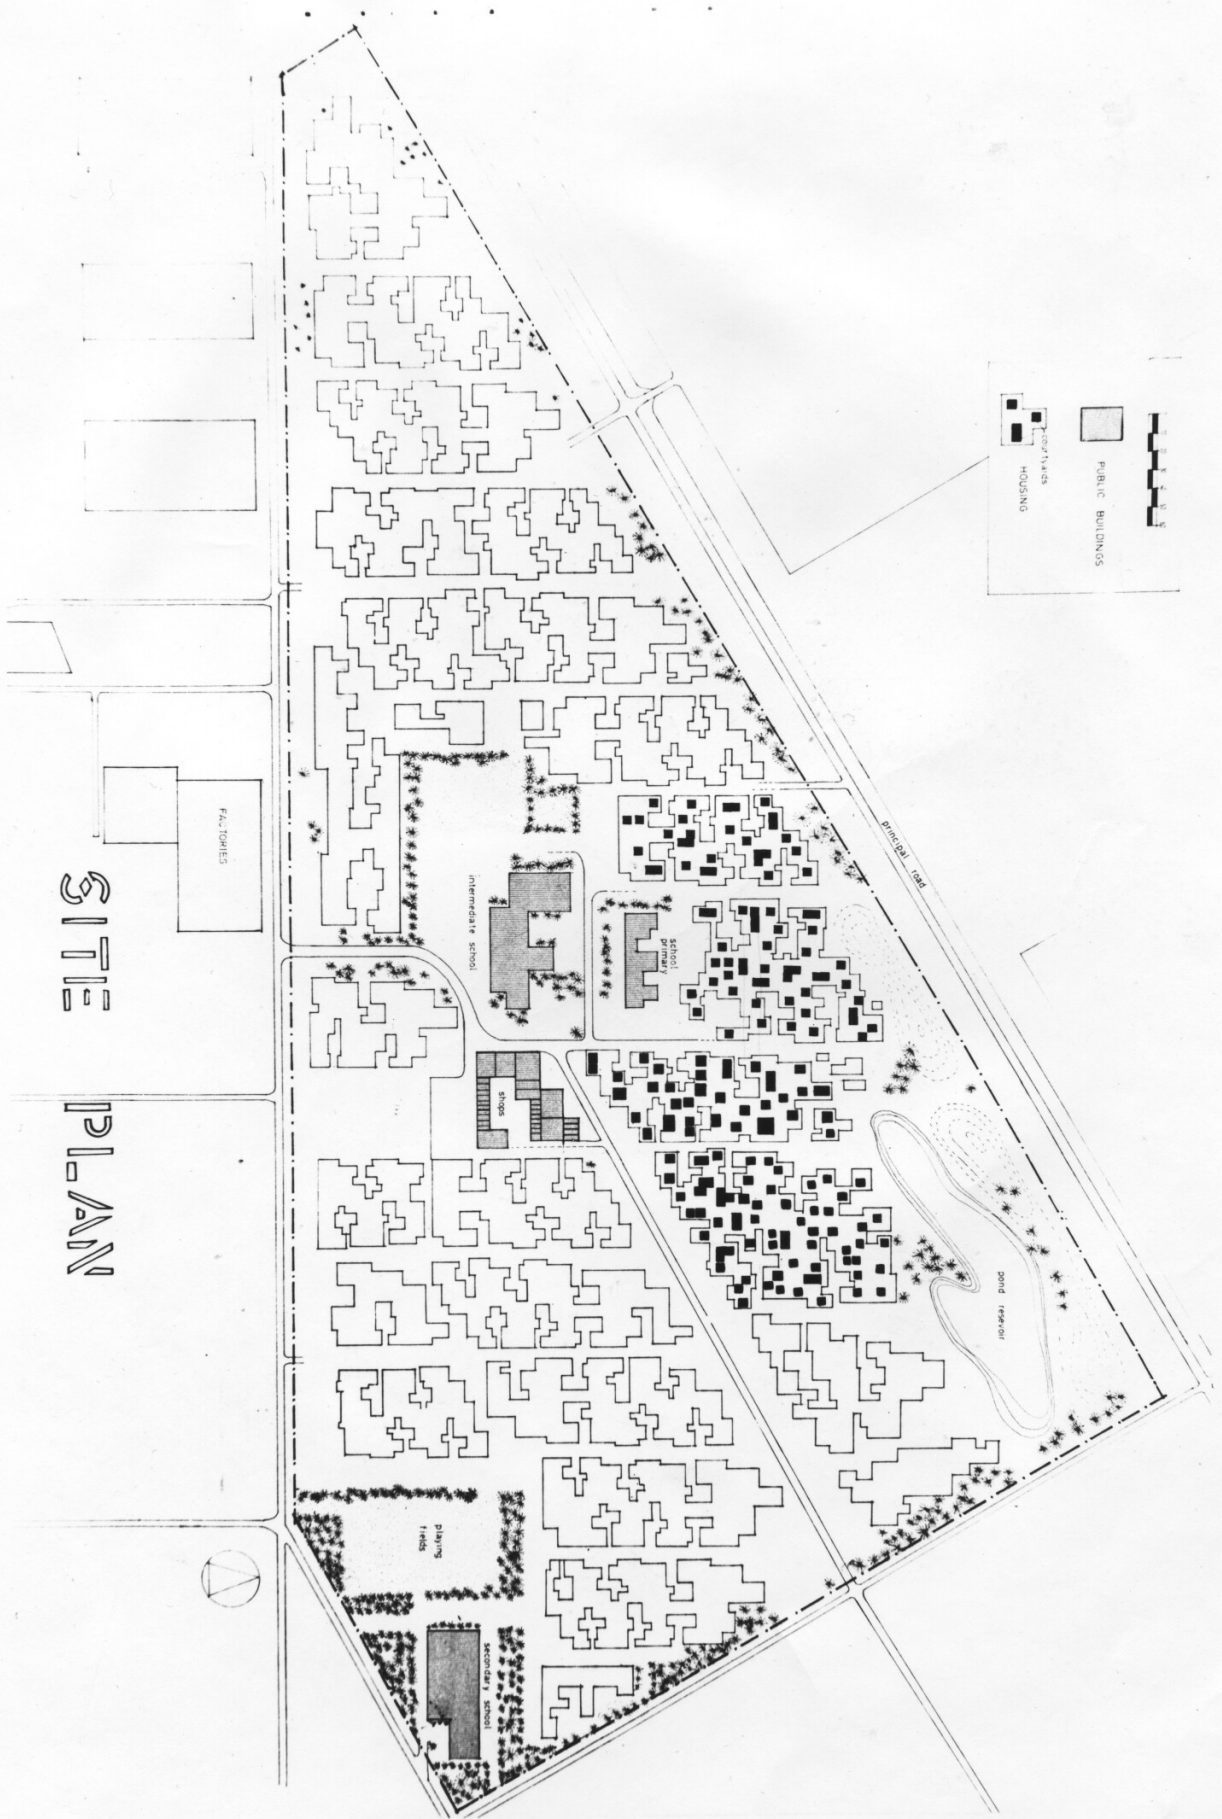 SITE PLAN
PUBLIC BUILDINGS
courtyards
HOUSING
principal road
FACTORIES
intermediate school
school
primary
shops
pond resevoir
playing
fields
secondary school